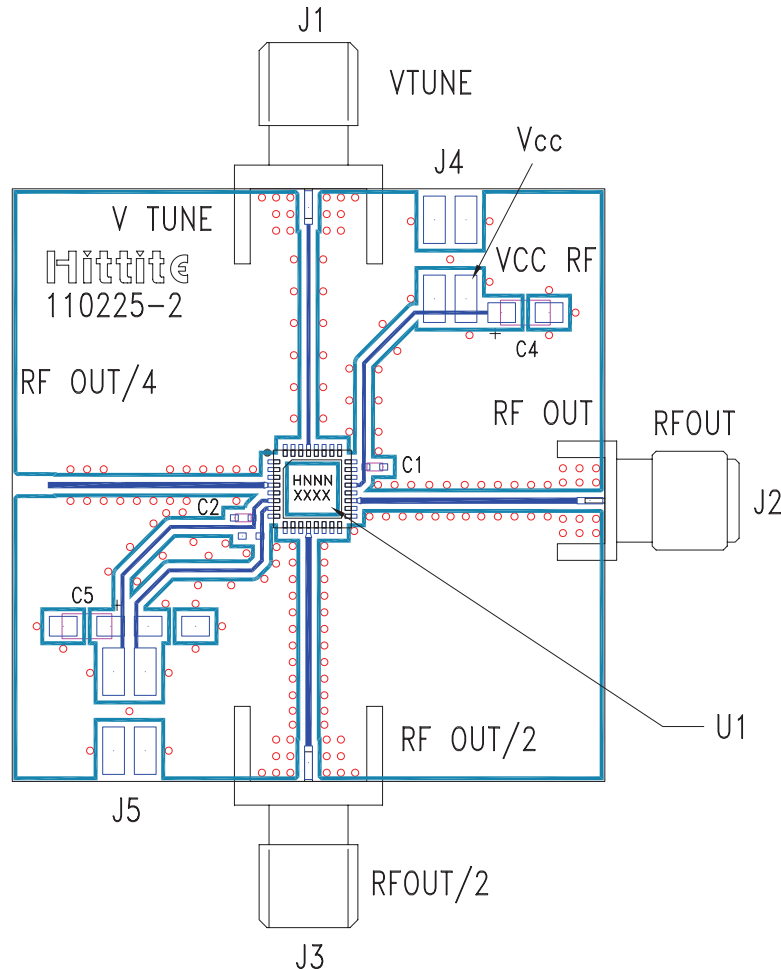 J1
VTUNE
Vcc
J4
V TUNE
Hittite
110225-2
VCC RF
+
C4
RF OUT/4
RF OUT
RFOUT
C1
HNNN
XXXX
J2
C2
C5
+
RF OUT/2
U1
J5
RFOUT/2
J3